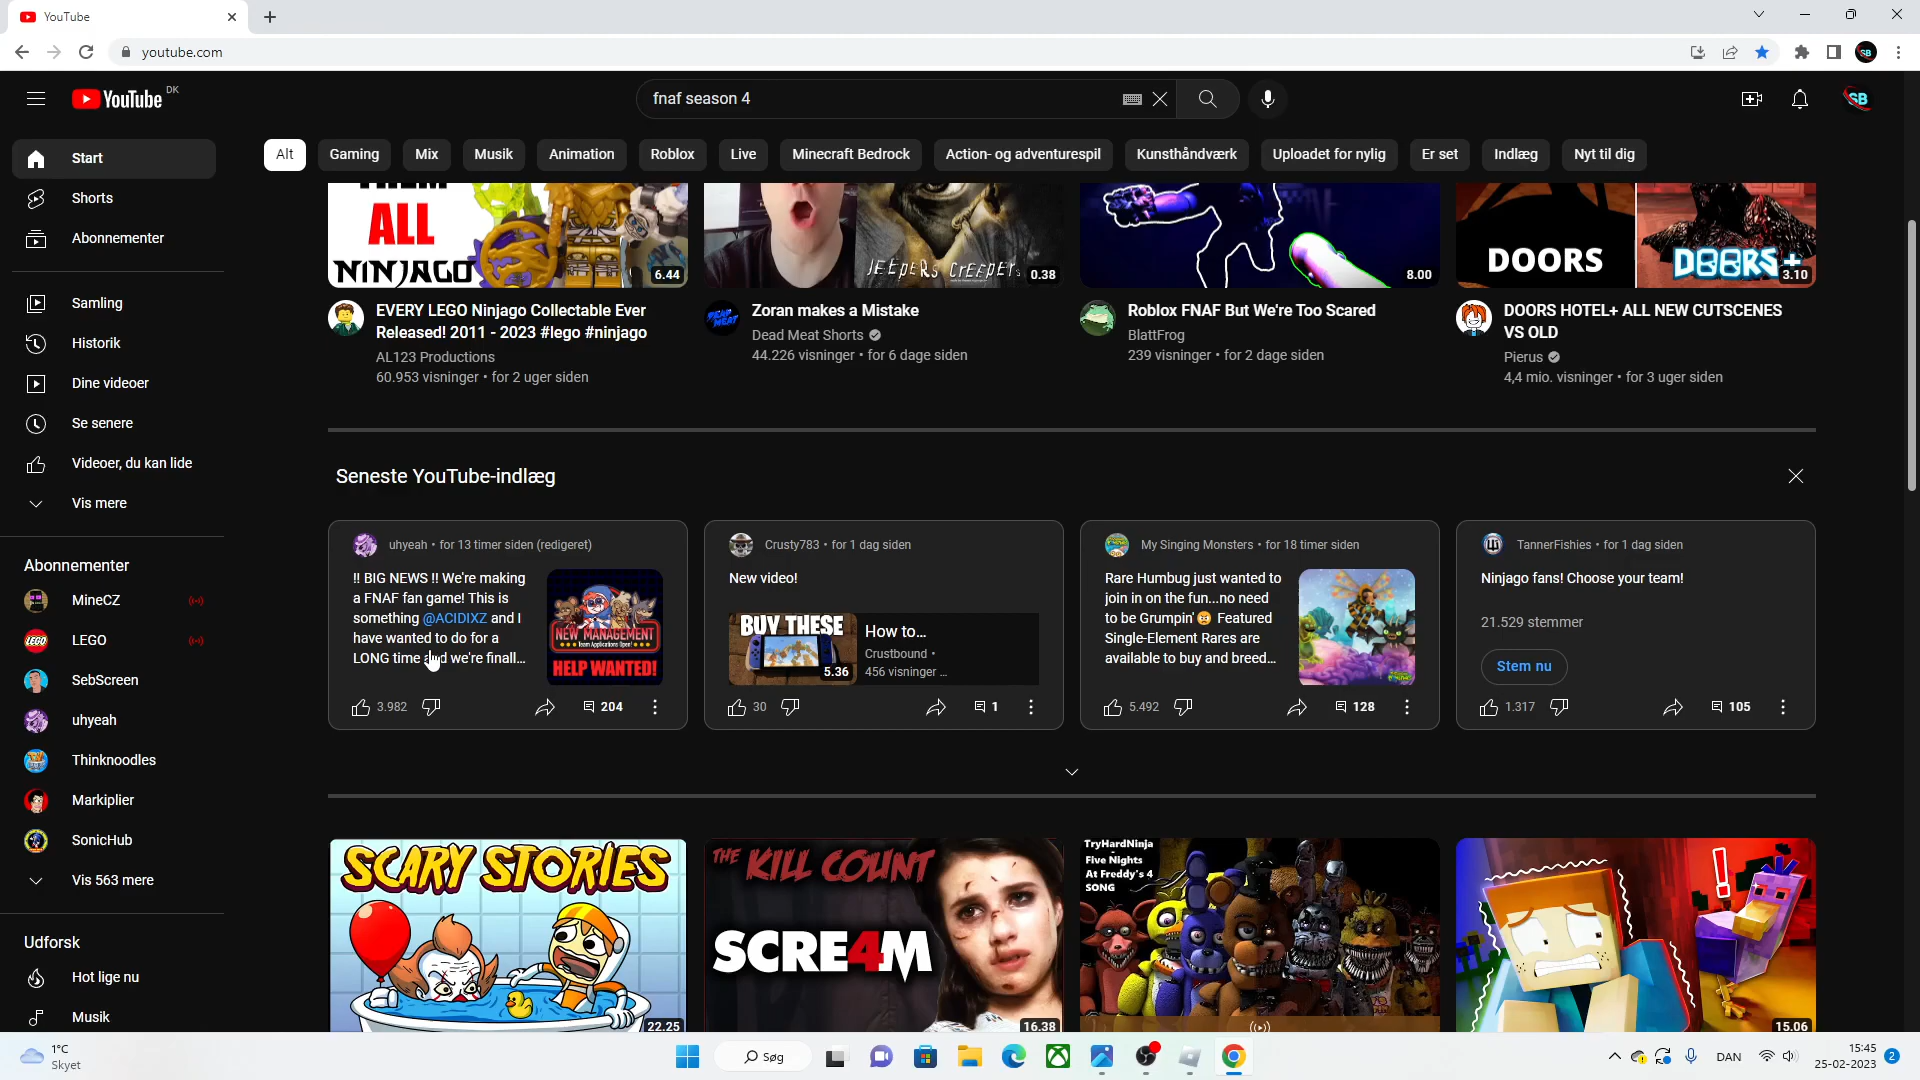 YouTube
youtube.com
SB
YouTube DK
fnaf season 4
SB
Start
Shorts
Abonnementer
Samling
Historik
Dine videoer
Se senere
Videoer, du kan lide
Vis mere
Abonnementer
MineCZ
LEGO
SebScreen
uhyeah
Thinknoodles
Markiplier
SonicHub
Vis 563 mere
Udforsk
Hot lige nu
Musik
Alt
Gaming
Mix
Musik
Animation
Roblox
Live
Minecraft Bedrock
Action- og adventurespil
Kunsthåndværk
Uploadet for nylig
Er set
Indlæg
Nyt til dig
ALL
NINJAGO
6.44
EVERY LEGO Ninjago Collectable Ever
Released! 2011 - 2023 #lego #ninjago
AL123 Productions
60.953 visninger • for 2 uger siden
JEEPERS CREEPERS
0.38
Zoran makes a Mistake
Dead Meat Shorts
44.226 visninger • for 6 dage siden
8.00
Roblox FNAF But We're Too Scared
BlattFrog
239 visninger • for 2 dage siden
DOORS
DOORS+
3.10
DOORS HOTEL+ ALL NEW CUTSCENES
VS OLD
Pierus
4,4 mio. visninger • for 3 uger siden
Seneste YouTube-indlæg
uhyeah • for 13 timer siden (redigeret)
!! BIG NEWS !! We're making
a FNAF fan game! This is
something @ACIDIXZ and I
have wanted to do for a
LONG time and we're finall...
NEW MANAGEMENT
Team Applications Open!
HELP WANTED!
3.982
204
Crusty783 • for 1 dag siden
New video!
BUY THESE
5.36
How to...
Crustbound •
456 visninger ...
30
1
My Singing Monsters • for 18 timer siden
Rare Humbug just wanted to
join in on the fun...no need
to be Grumpin' Featured
Single-Element Rares are
available to buy and breed...
5.492
128
TannerFishies • for 1 dag siden
Ninjago fans! Choose your team!
21.529 stemmer
Stem nu
1.317
105
SCARY STORIES
22.25
THE KILL COUNT
SCRE4M
16.38
TryHardNinja
Five Nights
At Freddy's 4
SONG
15.06
1°C
Skyet
Søg
DAN
15:45
25-02-2023
2